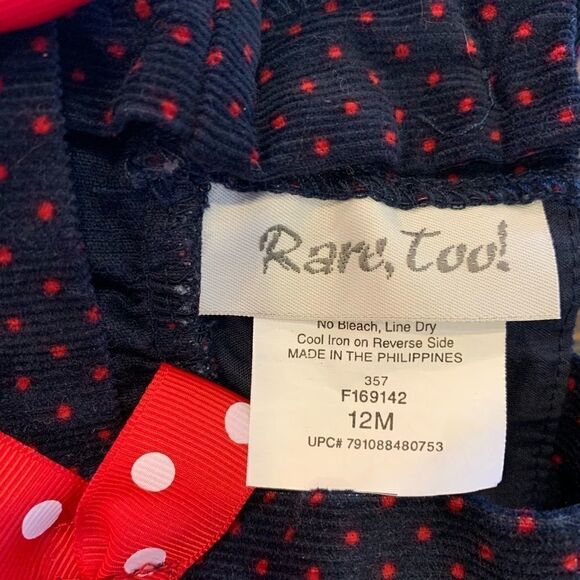 Rare, Too!
No Bleach, Line Dry
Cool Iron on Reverse Side
MADE IN THE PHILIPPINES
357
F169142
12M
UPC# 791088480753